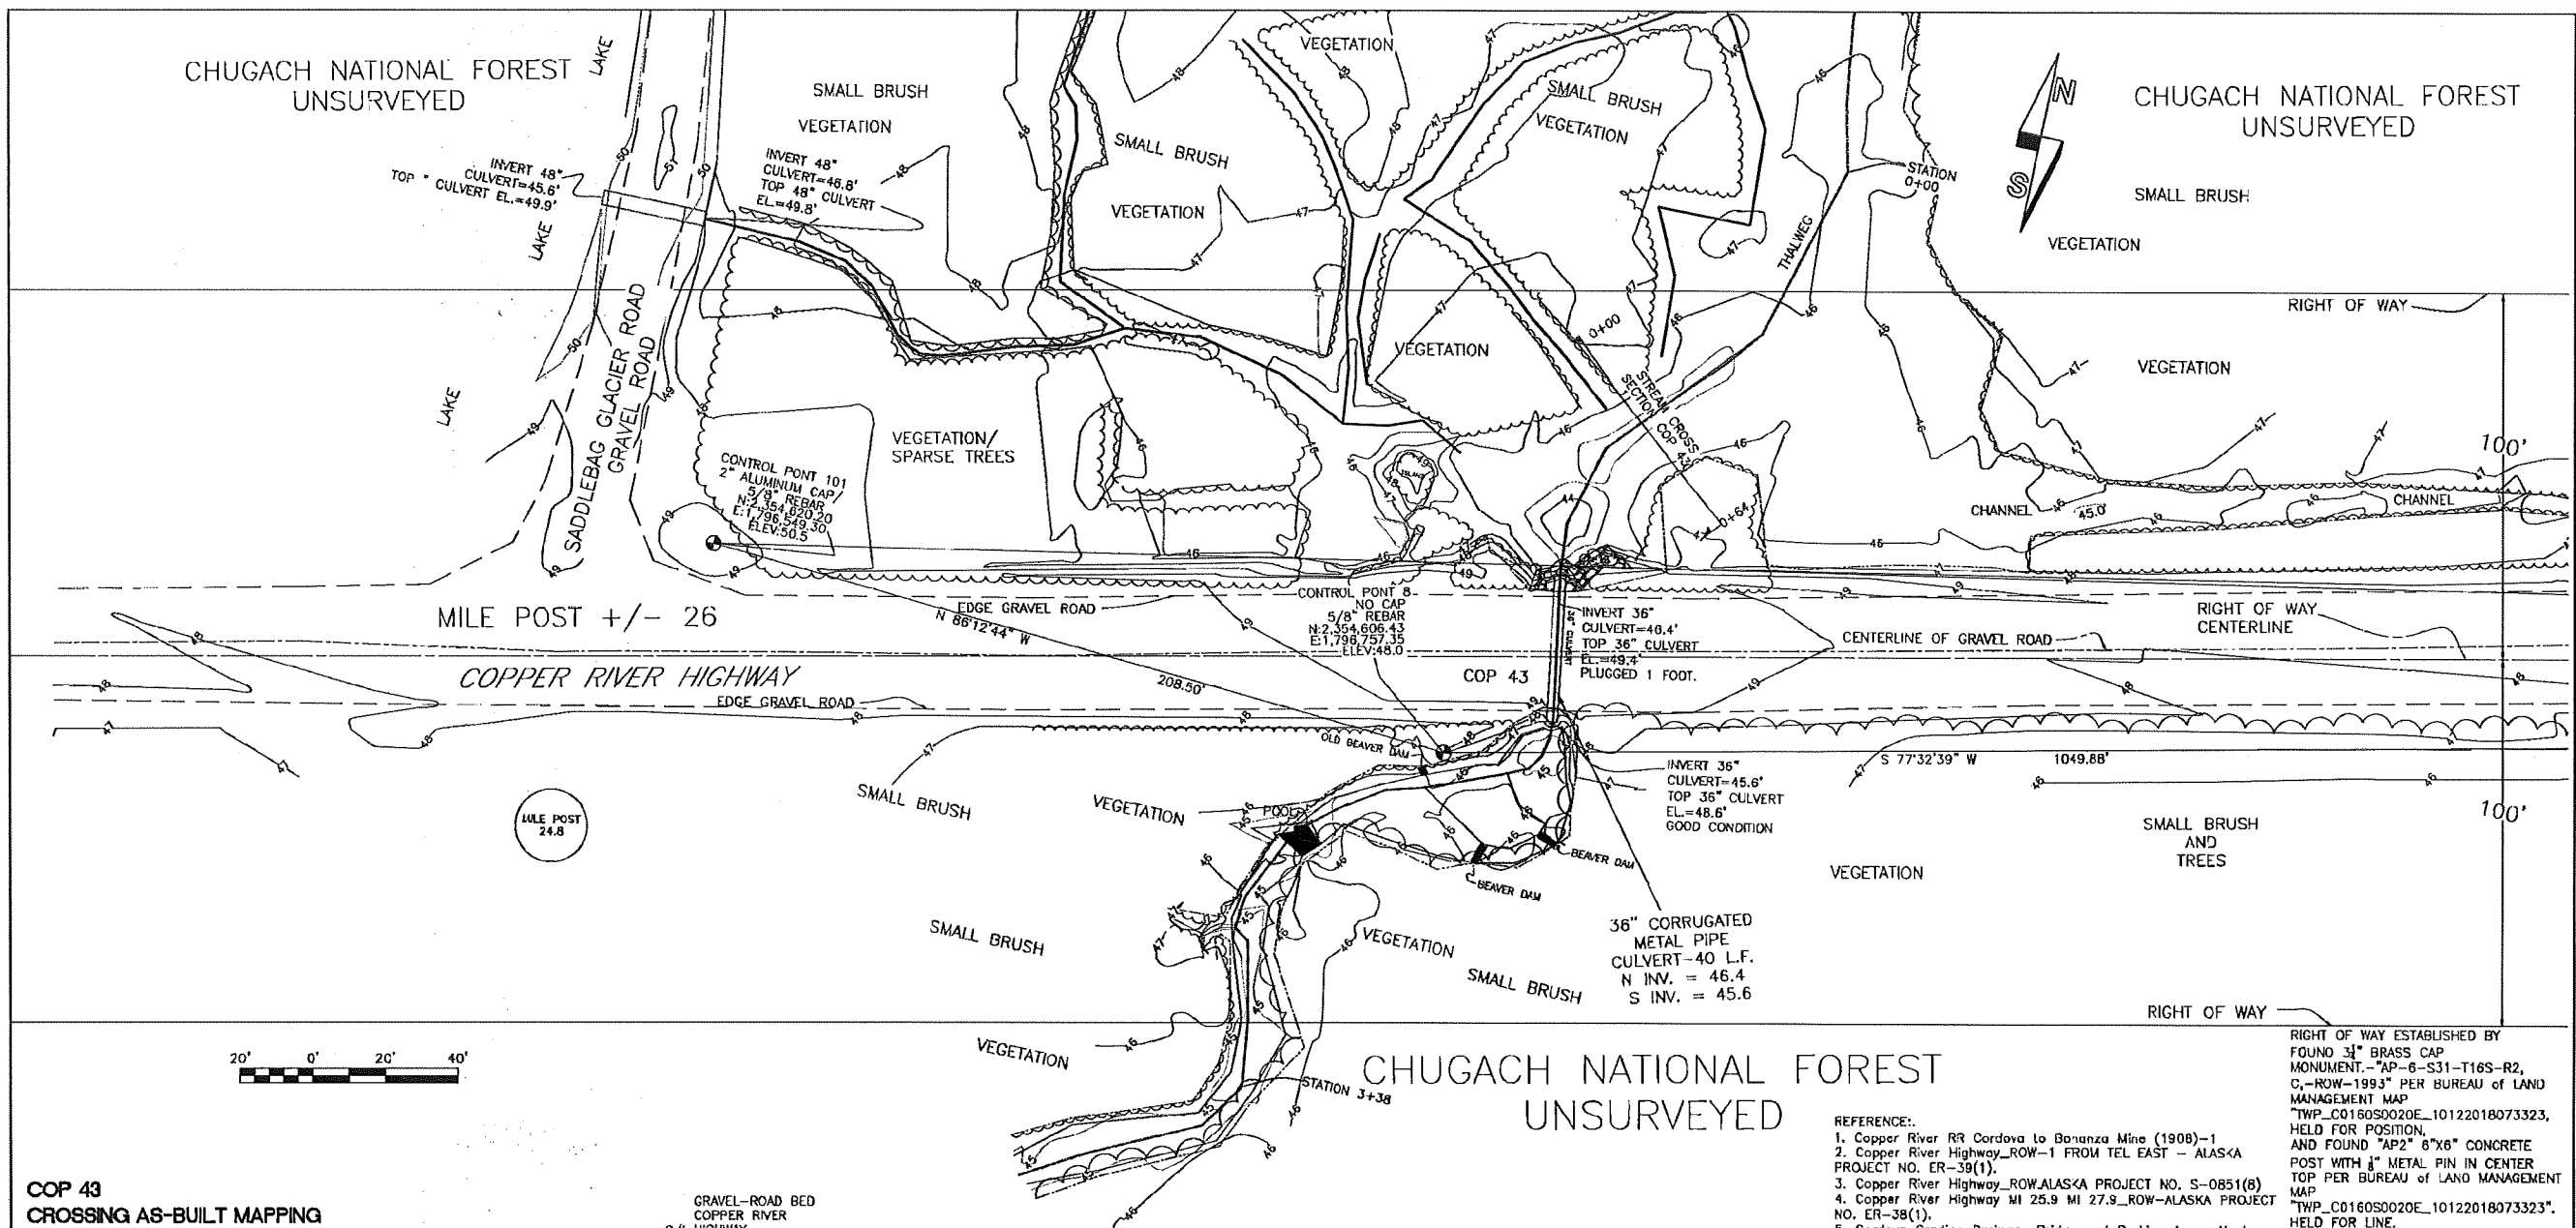 CHUGACH NATIONAL FOREST
UNSURVEYED
LAKE
LAKE
LAKE
INVERT 48"
CULVERT=45.6'
TOP " CULVERT EL.=49.9'
SMALL BRUSH
VEGETATION
INVERT 48"
CULVERT=46.8'
TOP 48" CULVERT
EL.=49.8'
SMALL BRUSH
VEGETATION
VEGETATION
SMALL BRUSH
VEGETATION
VEGETATION
THALWEG
STATION
0+00
N
S
CHUGACH NATIONAL FOREST
UNSURVEYED
SMALL BRUSH
VEGETATION
RIGHT OF WAY
VEGETATION
100'
CHANNEL
CHANNEL
45.0'
0+00
STREAM CROSS
SECTION
COP 43
0+64
ISLAND
SADDLEBAG GLACIER ROAD
GRAVEL ROAD
VEGETATION/
SPARSE TREES
CONTROL PONT 101
2" ALUMINUM CAP/
5/8" REBAR
N:2,354,620.20
E:1,796,549.30
ELEV:50.5
MILE POST +/- 26
EDGE GRAVEL ROAD
N 86°12'44" W
208.50'
CONTROL PONT 8
NO CAP
5/8" REBAR
N:2,354,606.43
E:1,796,757.35
ELEV:48.0
36" CULVERT
INVERT 36"
CULVERT=46.4'
TOP 36" CULVERT
EL.=49.4'
PLUGGED 1 FOOT.
CENTERLINE OF GRAVEL ROAD
RIGHT OF WAY
CENTERLINE
COPPER RIVER HIGHWAY
COP 43
EDGE GRAVEL ROAD
OLD BEAVER DAM
S 77°32'39" W
1049.88'
INVERT 36"
CULVERT=45.6'
TOP 36" CULVERT
EL.=48.6'
GOOD CONDITION
100'
MILE POST
24.8
SMALL BRUSH
VEGETATION
POOL
BEAVER DAM
BEAVER DAM
VEGETATION
SMALL BRUSH
AND
TREES
SMALL BRUSH
VEGETATION
SMALL BRUSH
36" CORRUGATED
METAL PIPE
CULVERT-40 L.F.
N INV. = 46.4
S INV. = 45.6
RIGHT OF WAY
VEGETATION
STATION 3+38
20' 0' 20' 40'
CHUGACH NATIONAL FOREST
UNSURVEYED
REFERENCE:.
1. Copper River RR Cordova to Bonanza Mine (1908)-1
2. Copper River Highway_ROW-1 FROM TEL EAST - ALASKA
PROJECT NO. ER-39(1).
3. Copper River Highway_ROW.ALASKA PROJECT NO. S-0851(8)
4. Copper River Highway MI 25.9 MI 27.9_ROW-ALASKA PROJECT
NO. ER-38(1).
RIGHT OF WAY ESTABLISHED BY
FOUND 3¼" BRASS CAP
MONUMENT.-"AP-6-S31-T16S-R2,
C,-ROW-1993" PER BUREAU of LAND
MANAGEMENT MAP
"TWP_C0160S0020E_10122018073323,
HELD FOR POSITION,
AND FOUND "AP2" 6"X6" CONCRETE
POST WITH METAL PIN IN CENTER
TOP PER BUREAU of LAND MANAGEMENT
MAP
"TWP_C0160S0020E_10122018073323".
HELD FOR LINE.
COP 43
CROSSING AS-BUILT MAPPING
GRAVEL-ROAD BED
COPPER RIVER
HIGHWAY